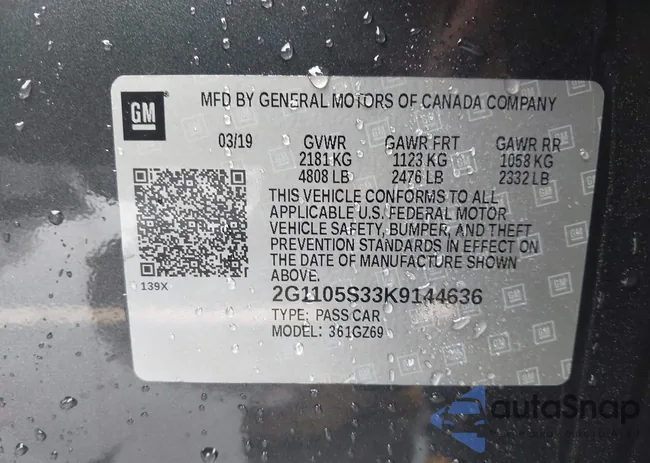 GM
MFD BY GENERAL MOTORS OF CANADA COMPANY
03/19 GVWR GAWR FRT GAWR RR
2181 KG 1123 KG 1058 KG
4808 LB 2476 LB 2332 LB
THIS VEHICLE CONFORMS TO ALL
APPLICABLE U.S. FEDERAL MOTOR
VEHICLE SAFETY, BUMPER, AND THEFT
PREVENTION STANDARDS IN EFFECT ON
THE DATE OF MANUFACTURE SHOWN
ABOVE.
139X
2G1105S33K9144636
TYPE: PASS CAR
MODEL: 361GZ69
autoSnap